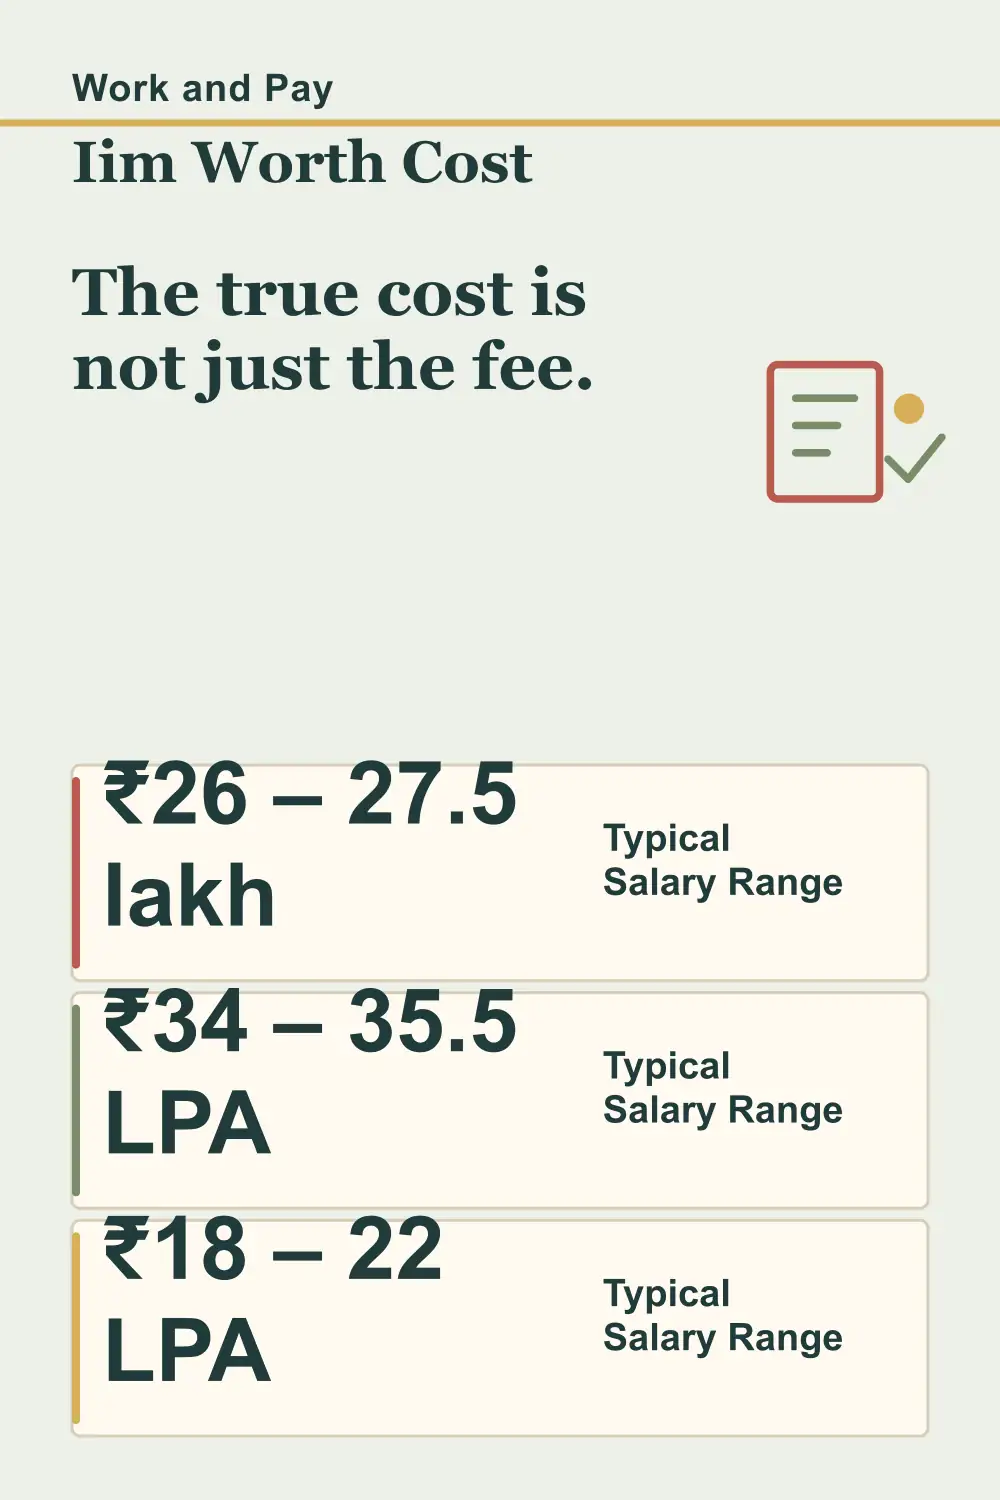 Work and Pay
Iim Worth Cost
The true cost is
not just the fee.
₹26 – 27.5
lakh
Typical
Salary Range
₹34 – 35.5
LPA
Typical
Salary Range
₹18 – 22
LPA
Typical
Salary Range